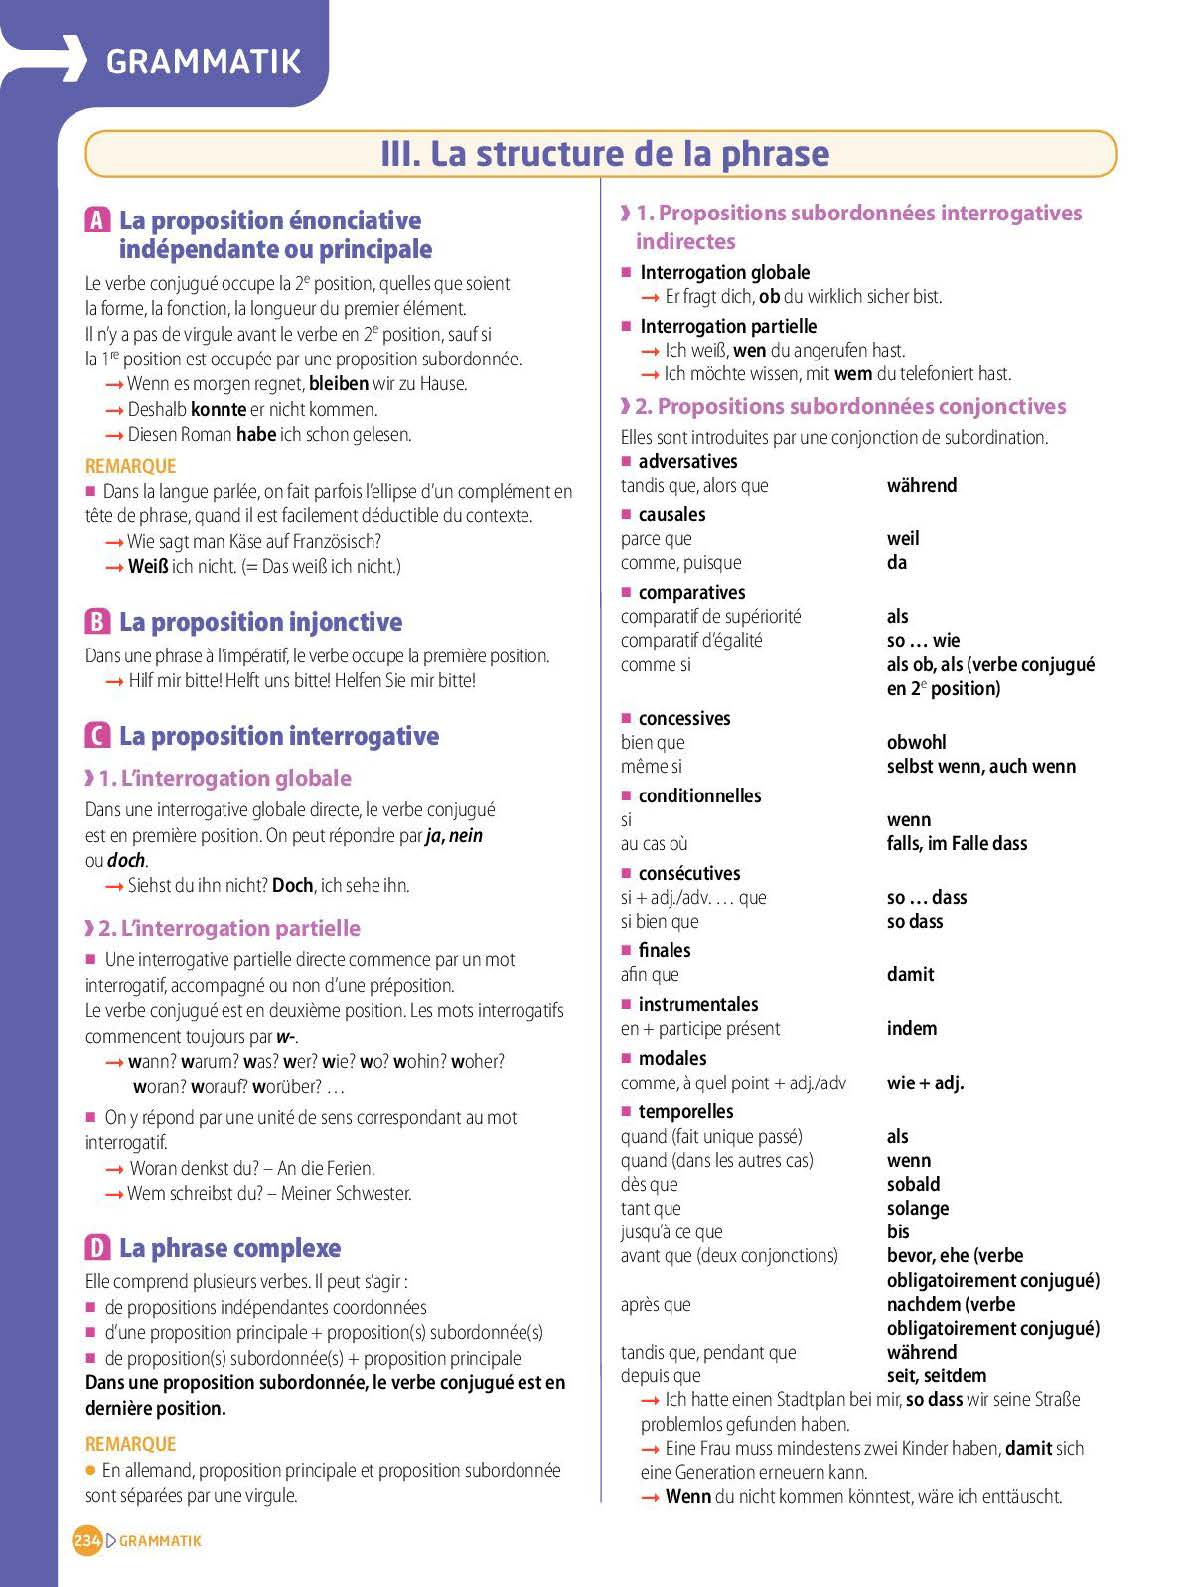 GRAMMATIK
III. La structure de la phrase
A La proposition énonciative
indépendante ou principale
Le verbe conjugué occupe la 2e position, quelles que soient
la forme, la fonction, la longueur du premier élément.
Il n'y a pas de virgule avant le verbe en 2e position, sauf si
la 1re position est occupée par une proposition subordonnée.
→ Wenn es morgen regnet, bleiben wir zu Hause.
→ Deshalb konnte er nicht kommen.
→ Diesen Roman habe ich schon gelesen.
REMARQUE
■ Dans la langue parlée, on fait parfois l'ellipse d'un complément en
tête de phrase, quand il est facilement déductible du contexte.
→ Wie sagt man Käse auf Französisch?
→ Weiß ich nicht. (= Das weiß ich nicht.)
B La proposition injonctive
Dans une phrase à l'impératif, le verbe occupe la première position.
→ Hilf mir bitte! Helft uns bitte! Helfen Sie mir bitte!
C La proposition interrogative
1. L'interrogation globale
Dans une interrogative globale directe, le verbe conjugué
est en première position. On peut répondre par ja, nein
ou doch.
→ Siehst du ihn nicht? Doch, ich sehe ihn.
2. L'interrogation partielle
■ Une interrogative partielle directe commence par un mot
interrogatif, accompagné ou non d'une préposition.
Le verbe conjugué est en deuxième position. Les mots interrogatifs
commencent toujours par w-.
→ wann? warum? was? wer? wie? wo? wohin? woher?
woran? worauf? worüber? …
■ On y répond par une unité de sens correspondant au mot
interrogatif.
→ Woran denkst du? – An die Ferien.
→ Wem schreibst du? – Meiner Schwester.
D La phrase complexe
Elle comprend plusieurs verbes. Il peut s'agir :
■ de propositions indépendantes coordonnées
■ d'une proposition principale + proposition(s) subordonnée(s)
■ de proposition(s) subordonnée(s) + proposition principale
Dans une proposition subordonnée, le verbe conjugué est en
dernière position.
REMARQUE
● En allemand, proposition principale et proposition subordonnée
sont séparées par une virgule.
1. Propositions subordonnées interrogatives
indirectes
■ Interrogation globale
→ Er fragt dich, ob du wirklich sicher bist.
■ Interrogation partielle
→ Ich weiß, wen du angerufen hast.
→ Ich möchte wissen, mit wem du telefoniert hast.
2. Propositions subordonnées conjonctives
Elles sont introduites par une conjonction de subordination.
■ adversatives
tandis que, alors que während
■ causales
parce que weil
comme, puisque da
■ comparatives
comparatif de supériorité als
comparatif d'égalité so … wie
comme si als ob, als (verbe conjugué
en 2e position)
■ concessives
bien que obwohl
même si selbst wenn, auch wenn
■ conditionnelles
si wenn
au cas où falls, im Falle dass
■ consécutives
si + adj./adv. … que so … dass
si bien que so dass
■ finales
afin que damit
■ instrumentales
en + participe présent indem
■ modales
comme, à quel point + adj./adv wie + adj.
■ temporelles
quand (fait unique passé) als
quand (dans les autres cas) wenn
dès que sobald
tant que solange
jusqu'à ce que bis
avant que (deux conjonctions) bevor, ehe (verbe
obligatoirement conjugué)
après que nachdem (verbe
obligatoirement conjugué)
tandis que, pendant que während
depuis que seit, seitdem
→ Ich hatte einen Stadtplan bei mir, so dass wir seine Straße
problemlos gefunden haben.
→ Eine Frau muss mindestens zwei Kinder haben, damit sich
eine Generation erneuern kann.
→ Wenn du nicht kommen könntest, wäre ich enttäuscht.
234 GRAMMATIK